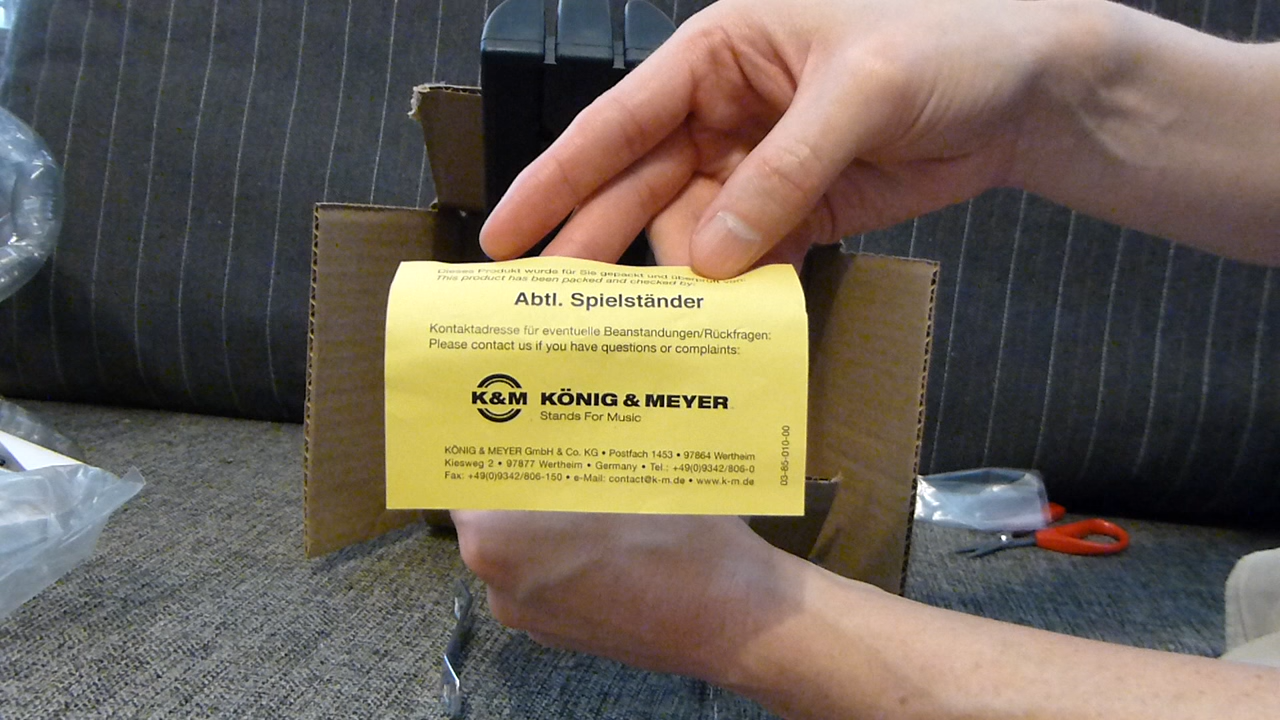 Dieses Produkt wurde für Sie gepackt und überprüft von:
This product has been packed and checked by:
Abtl. Spielständer
Kontaktadresse für eventuelle Beanstandungen/Rückfragen:
Please contact us if you have questions or complaints:
K&M KÖNIG & MEYER
Stands For Music
KÖNIG & MEYER GmbH & Co. KG • Postfach 1453 • 97864 Wertheim
Kiesweg 2 • 97877 Wertheim • Germany • Tel.: +49(0)9342/806-0
Fax: +49(0)9342/806-150 • e-Mail: contact@k-m.de • www.k-m.de
03-85-010-00